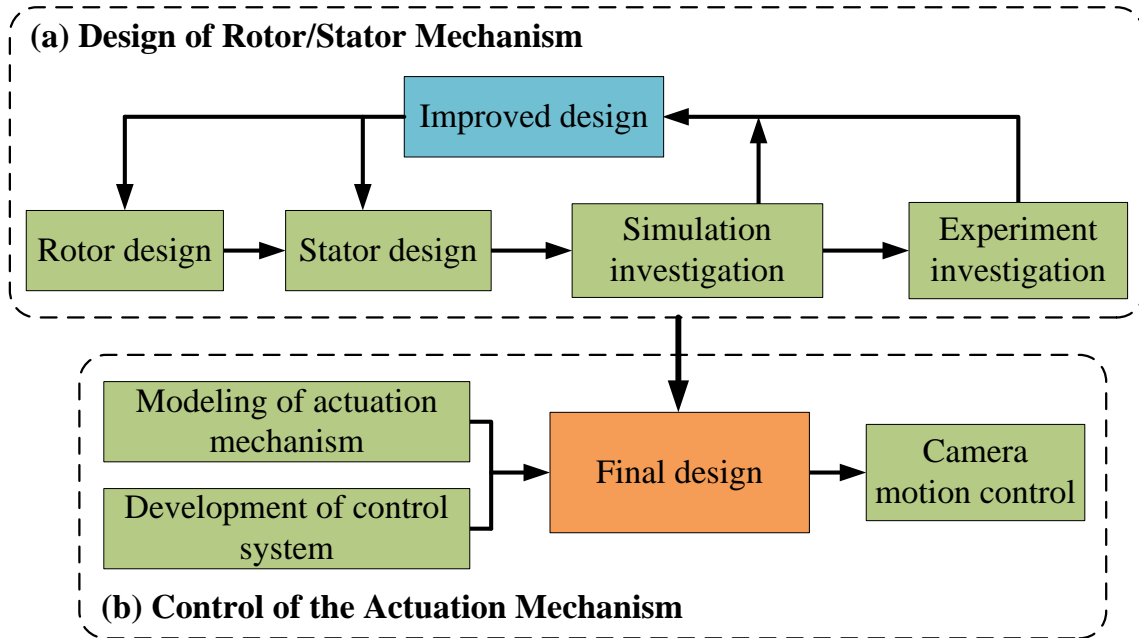 (a) Design of Rotor/Stator Mechanism
Improved design
Rotor design
Stator design
Simulation
investigation
Experiment
investigation
Modeling of actuation
mechanism
Development of control
system
Final design
Camera
motion control
(b) Control of the Actuation Mechanism